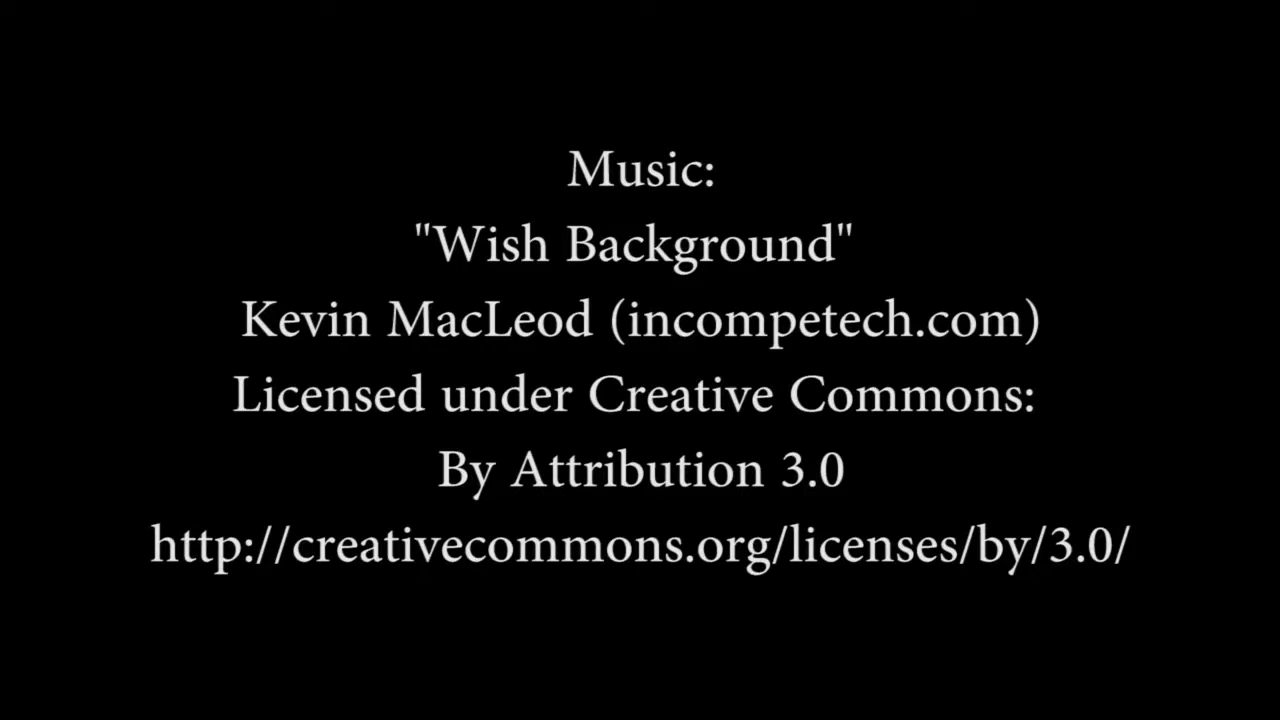 Music:
"Wish Background"
Kevin MacLeod (incompetech.com)
Licensed under Creative Commons:
By Attribution 3.0
http://creativecommons.org/licenses/by/3.0/